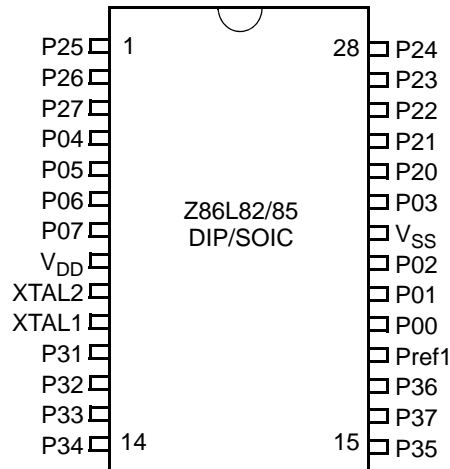 P25 1 28 P24
P26 P23
P27 P22
P04 P21
P05 P20
P06 P03
Z86L82/85
P07 VSS
DIP/SOIC
VDD P02
XTAL2 P01
XTAL1 P00
P31 Pref1
P32 P36
P33 P37
P34 14 15 P35